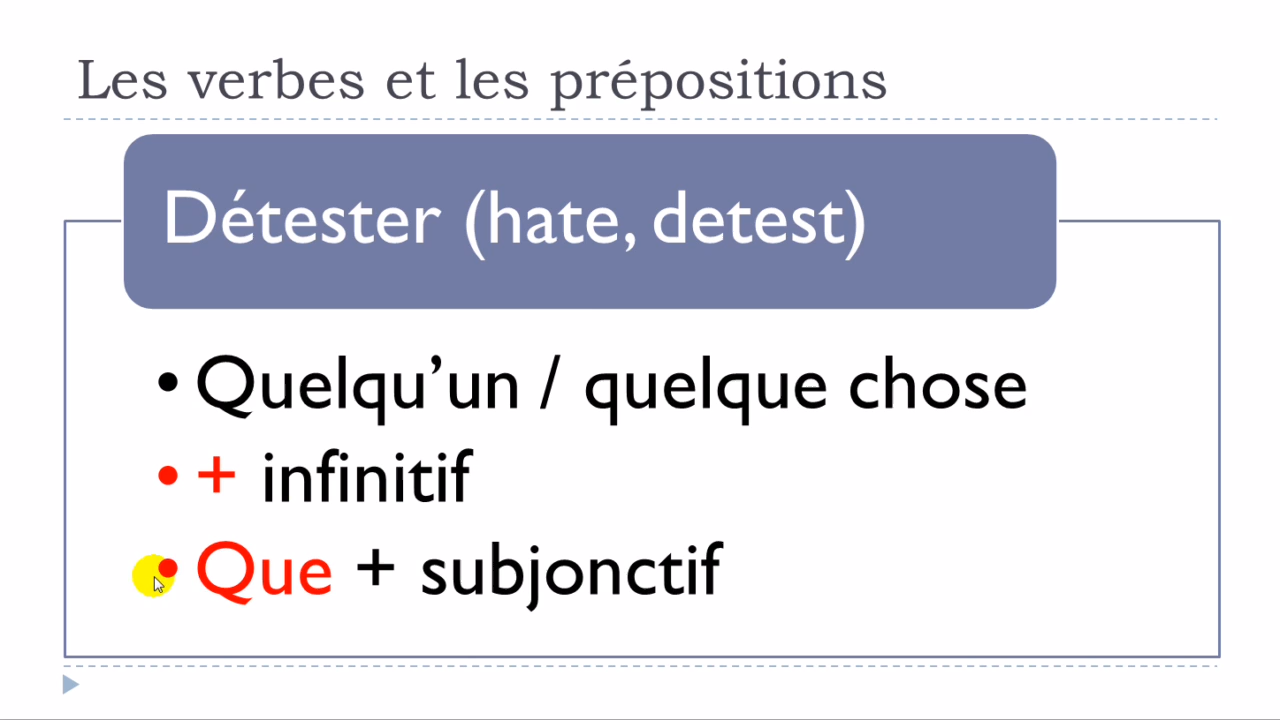 Les verbes et les prépositions
Détester (hate, detest)
• Quelqu’un / quelque chose
• + infinitif
• Que + subjonctif